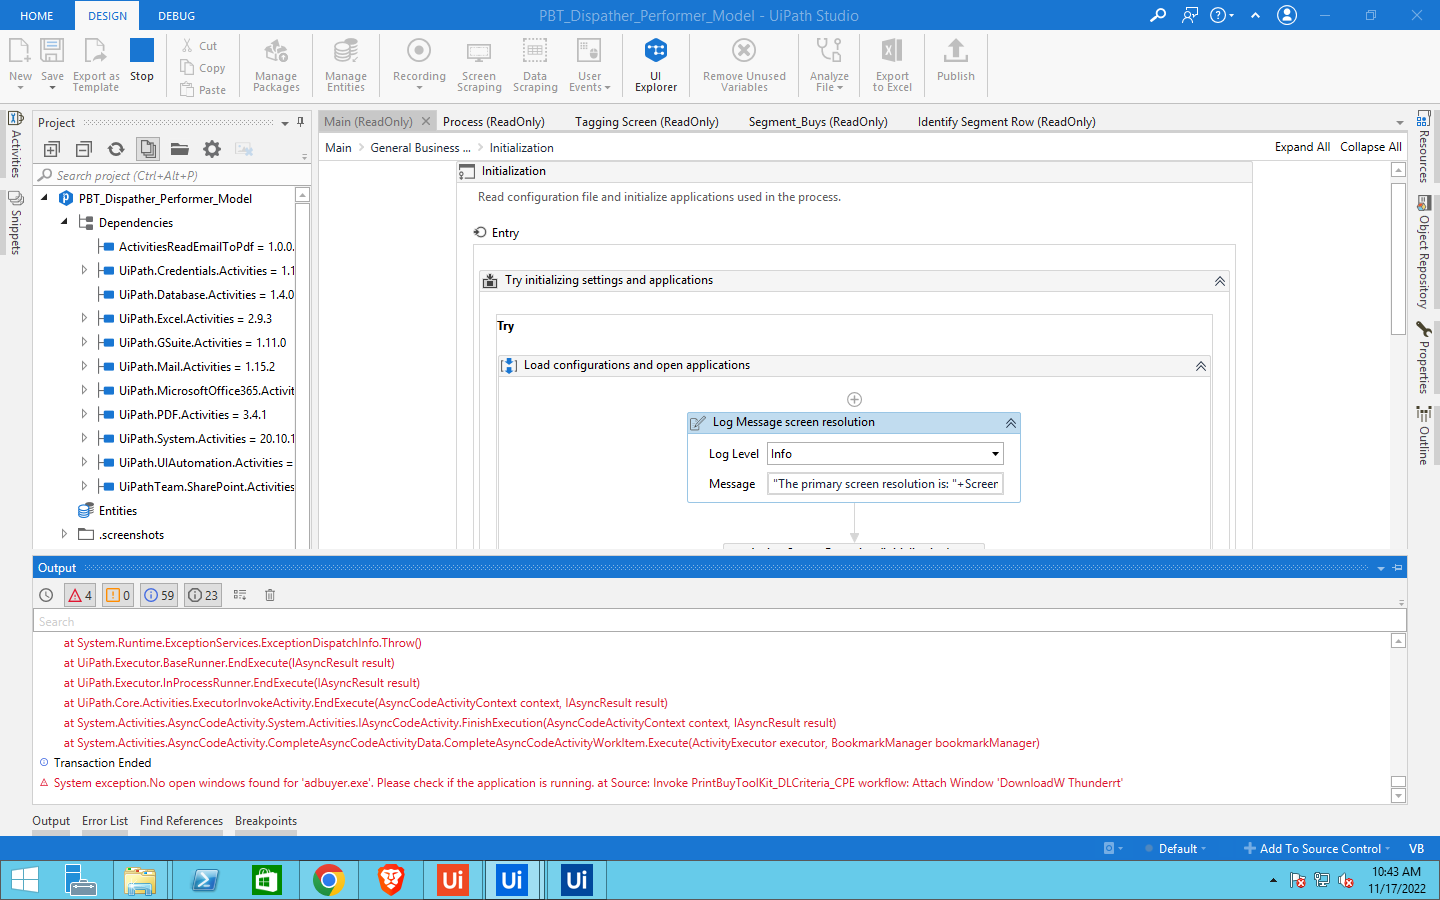 HOME
DESIGN
DEBUG
PBT_Dispather_Performer_Model - UiPath Studio
New
Save
Export as Template
Stop
Cut
Copy
Paste
Manage Packages
Manage Entities
Recording
Screen Scraping
Data Scraping
User Events
UI Explorer
Remove Unused Variables
Analyze File
Export to Excel
Publish
Activities
Snippets
Project
Search project (Ctrl+Alt+P)
PBT_Dispather_Performer_Model
Dependencies
ActivitiesReadEmailToPdf = 1.0.0.
UiPath.Credentials.Activities = 1.1
UiPath.Database.Activities = 1.4.0
UiPath.Excel.Activities = 2.9.3
UiPath.GSuite.Activities = 1.11.0
UiPath.Mail.Activities = 1.15.2
UiPath.MicrosoftOffice365.Activit
UiPath.PDF.Activities = 3.4.1
UiPath.System.Activities = 20.10.1
UiPath.UIAutomation.Activities =
UiPathTeam.SharePoint.Activities
Entities
.screenshots
Main (ReadOnly)
Process (ReadOnly)
Tagging Screen (ReadOnly)
Segment_Buys (ReadOnly)
Identify Segment Row (ReadOnly)
Main > General Business ... > Initialization
Expand All
Collapse All
Initialization
Read configuration file and initialize applications used in the process.
Entry
Try initializing settings and applications
Try
Load configurations and open applications
Log Message screen resolution
Log Level
Info
Message
"The primary screen resolution is: "+Screen
Resources
Object Repository
Properties
Outline
Output
4
0
59
23
Search
at System.Runtime.ExceptionServices.ExceptionDispatchInfo.Throw()
at UiPath.Executor.BaseRunner.EndExecute(IAsyncResult result)
at UiPath.Executor.InProcessRunner.EndExecute(IAsyncResult result)
at UiPath.Core.Activities.ExecutorInvokeActivity.EndExecute(AsyncCodeActivityContext context, IAsyncResult result)
at System.Activities.AsyncCodeActivity.System.Activities.IAsyncCodeActivity.FinishExecution(AsyncCodeActivityContext context, IAsyncResult result)
at System.Activities.AsyncCodeActivity.CompleteAsyncCodeActivityData.CompleteAsyncCodeActivityWorkItem.Execute(ActivityExecutor executor, BookmarkManager bookmarkManager)
Transaction Ended
System exception.No open windows found for 'adbuyer.exe'. Please check if the application is running. at Source: Invoke PrintBuyToolKit_DLCriteria_CPE workflow: Attach Window 'DownloadW Thunderrt'
Output
Error List
Find References
Breakpoints
Default
Add To Source Control
VB
Ui
Ui
Ui
10:43 AM
11/17/2022